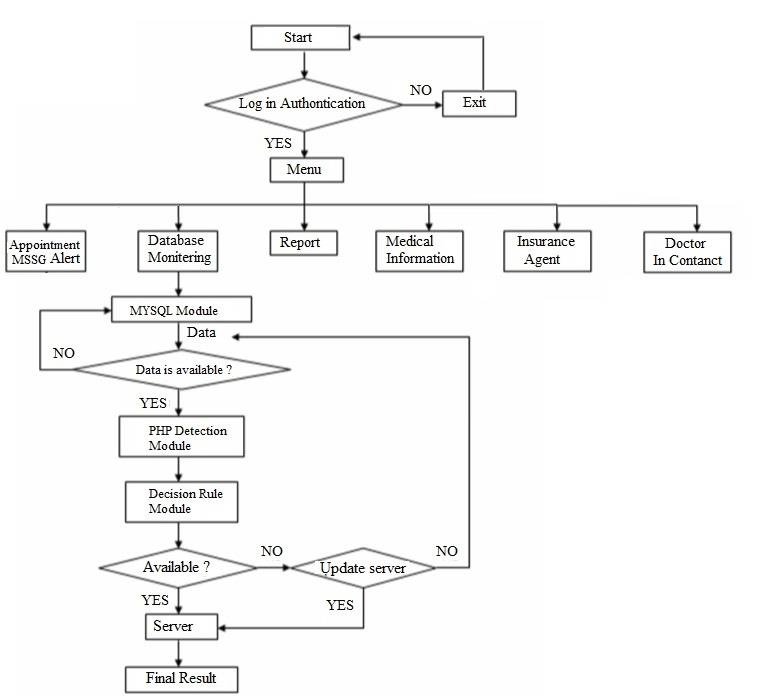 Start
NO
Log in Authontication
Exit
YES
Menu
Appointment
MSSG Alert
Database
Monitering
Report
Medical
Information
Insurance
Agent
Doctor
In Contanct
MYSQL Module
Data
NO
Data is available ?
YES
PHP Detection
Module
Decision Rule
Module
NO
NO
Available ?
Update server
YES
YES
Server
Final Result